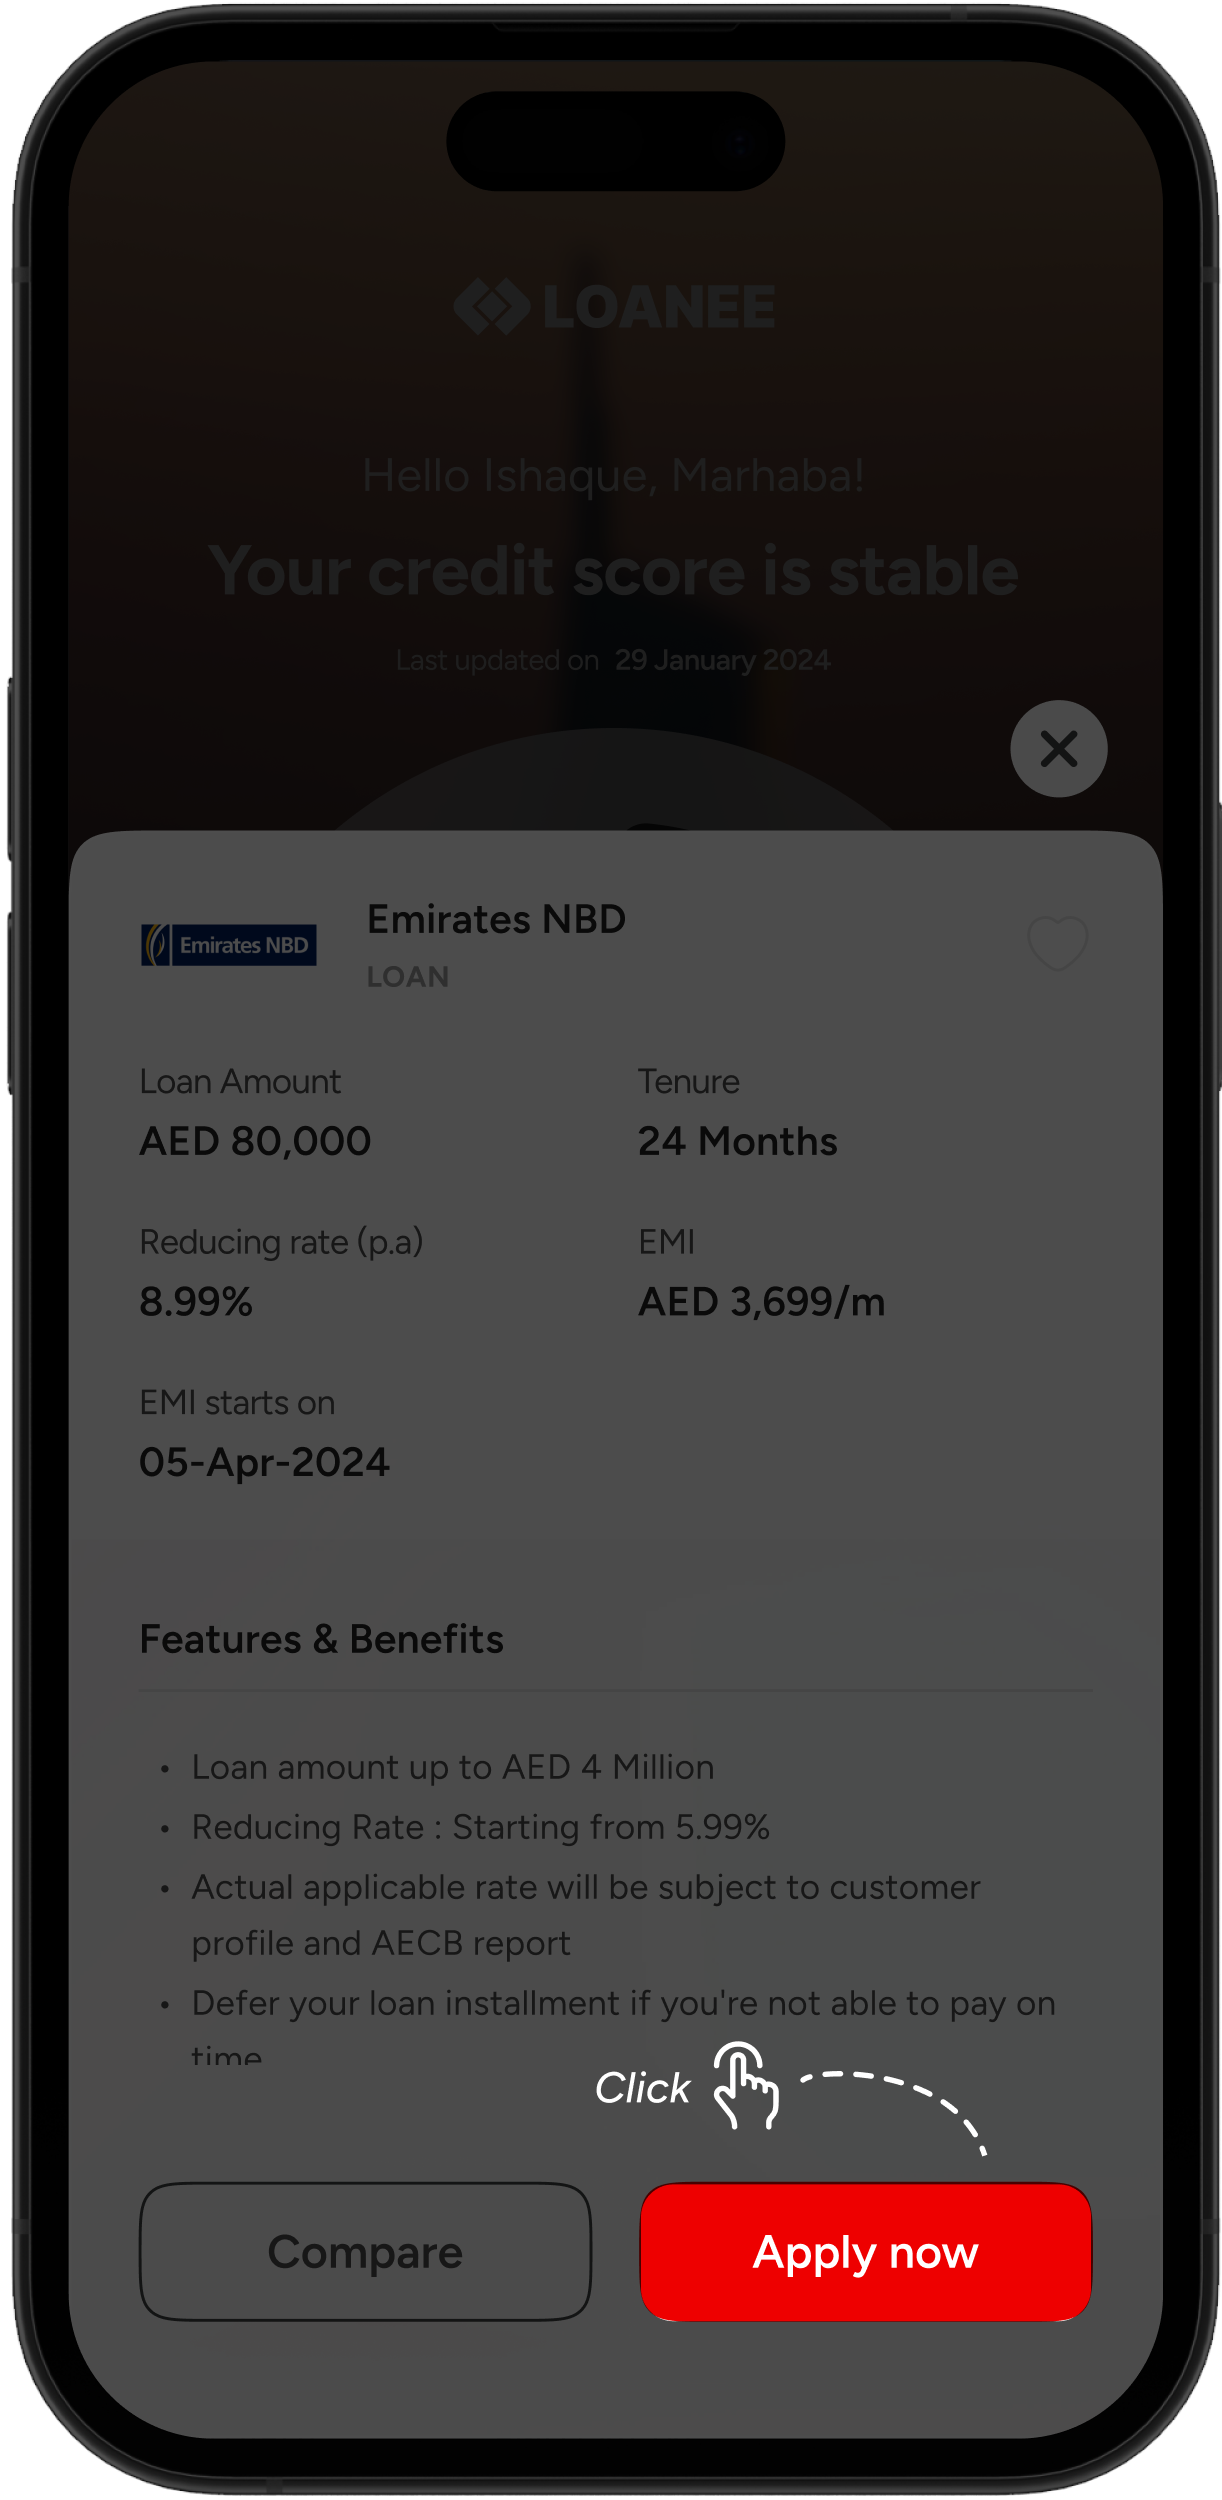 LOANEE
Hello Ishaque, Marhaba!
Your credit score is stable
Last updated on 29 January 2024
Emirates NBD
Emirates NBD
LOAN
Loan Amount
Tenure
AED 80,000
24 Months
Reducing rate (p.a)
EMI
8.99%
AED 3,699/m
EMI starts on
05-Apr-2024
Features & Benefits
• Loan amount up to AED 4 Million
• Reducing Rate : Starting from 5.99%
• Actual applicable rate will be subject to customer
profile and AECB report
• Defer your loan installment if you're not able to pay on
time
Click
Compare
Apply now